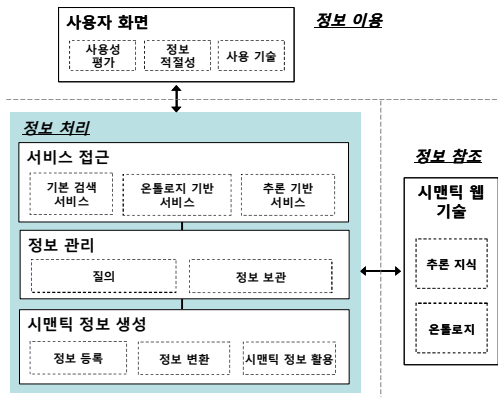 정보 이용
사용자 화면
사용성
평가
정보
적절성
사용 기술
정보 처리
서비스 접근
기본 검색
서비스
온톨로지 기반
서비스
추론 기반
서비스
정보 관리
질의
정보 보관
시맨틱 정보 생성
정보 등록
정보 변환
시맨틱 정보 활용
정보 참조
시맨틱 웹
기술
추론 지식
온톨로지